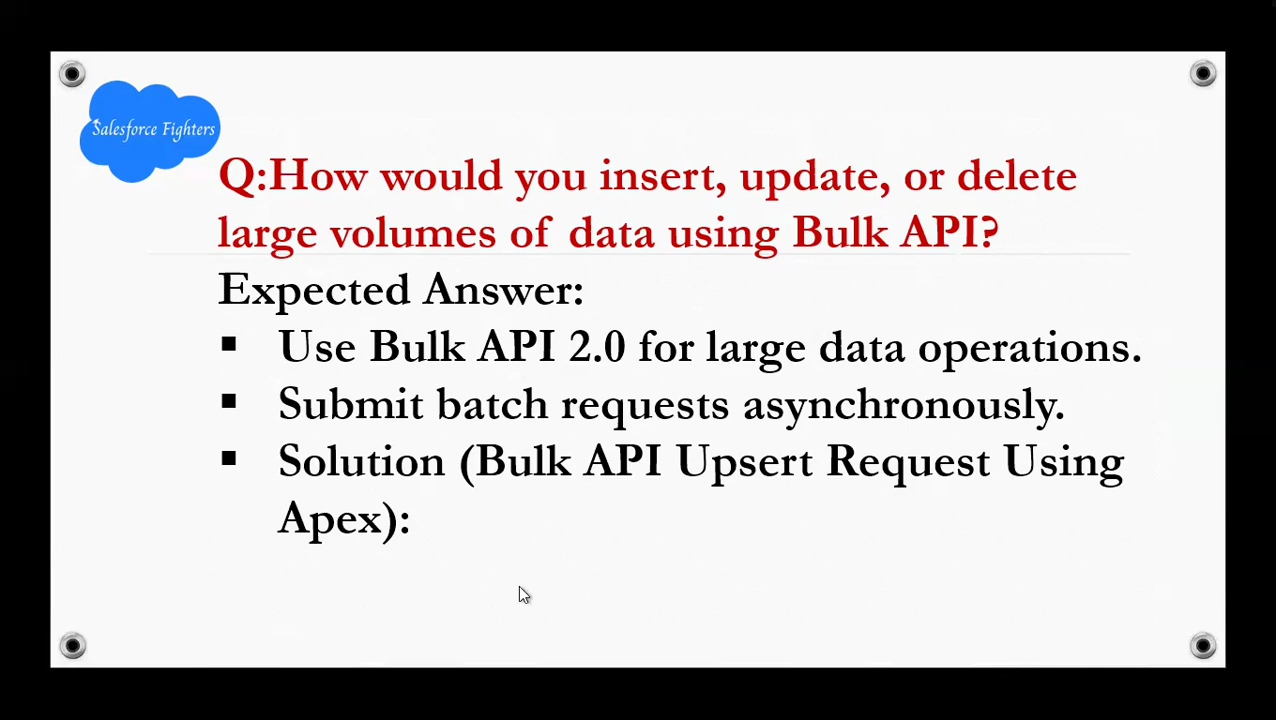 Salesforce Fighters
Q:How would you insert, update, or delete
large volumes of data using Bulk API?
Expected Answer:
▪ Use Bulk API 2.0 for large data operations.
▪ Submit batch requests asynchronously.
▪ Solution (Bulk API Upsert Request Using
Apex):